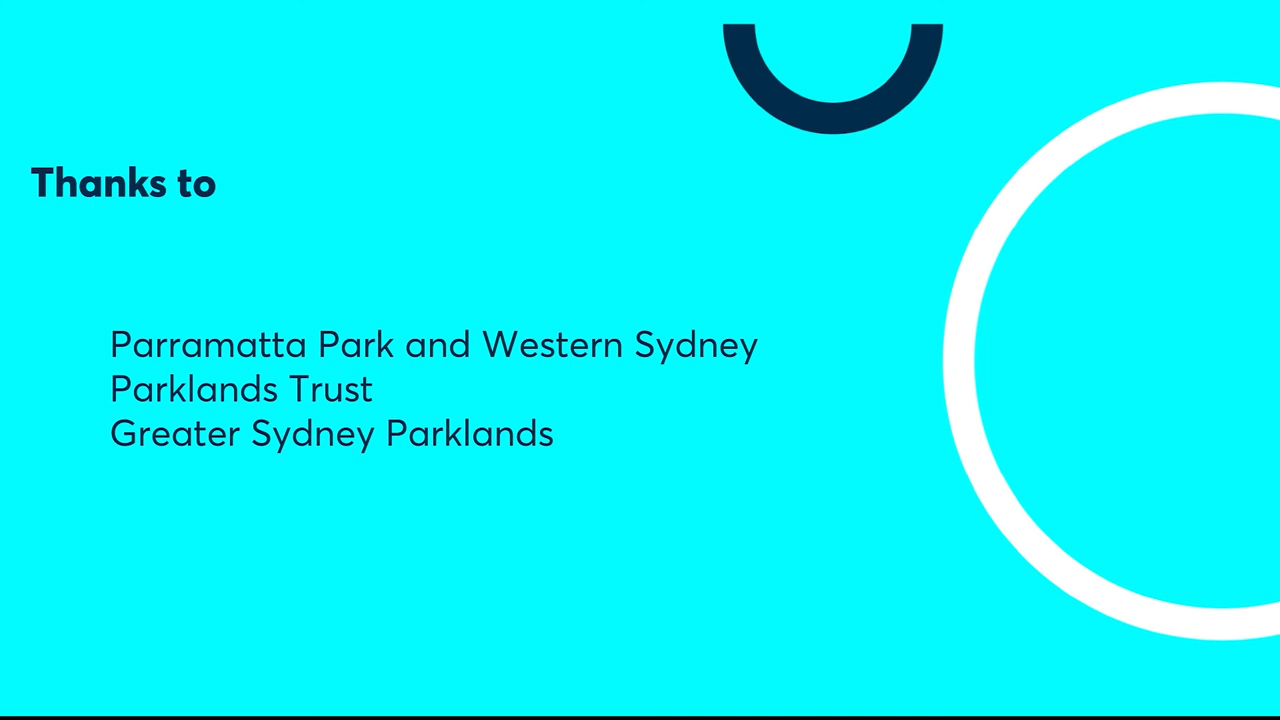 Thanks to
Parramatta Park and Western Sydney
Parklands Trust
Greater Sydney Parklands